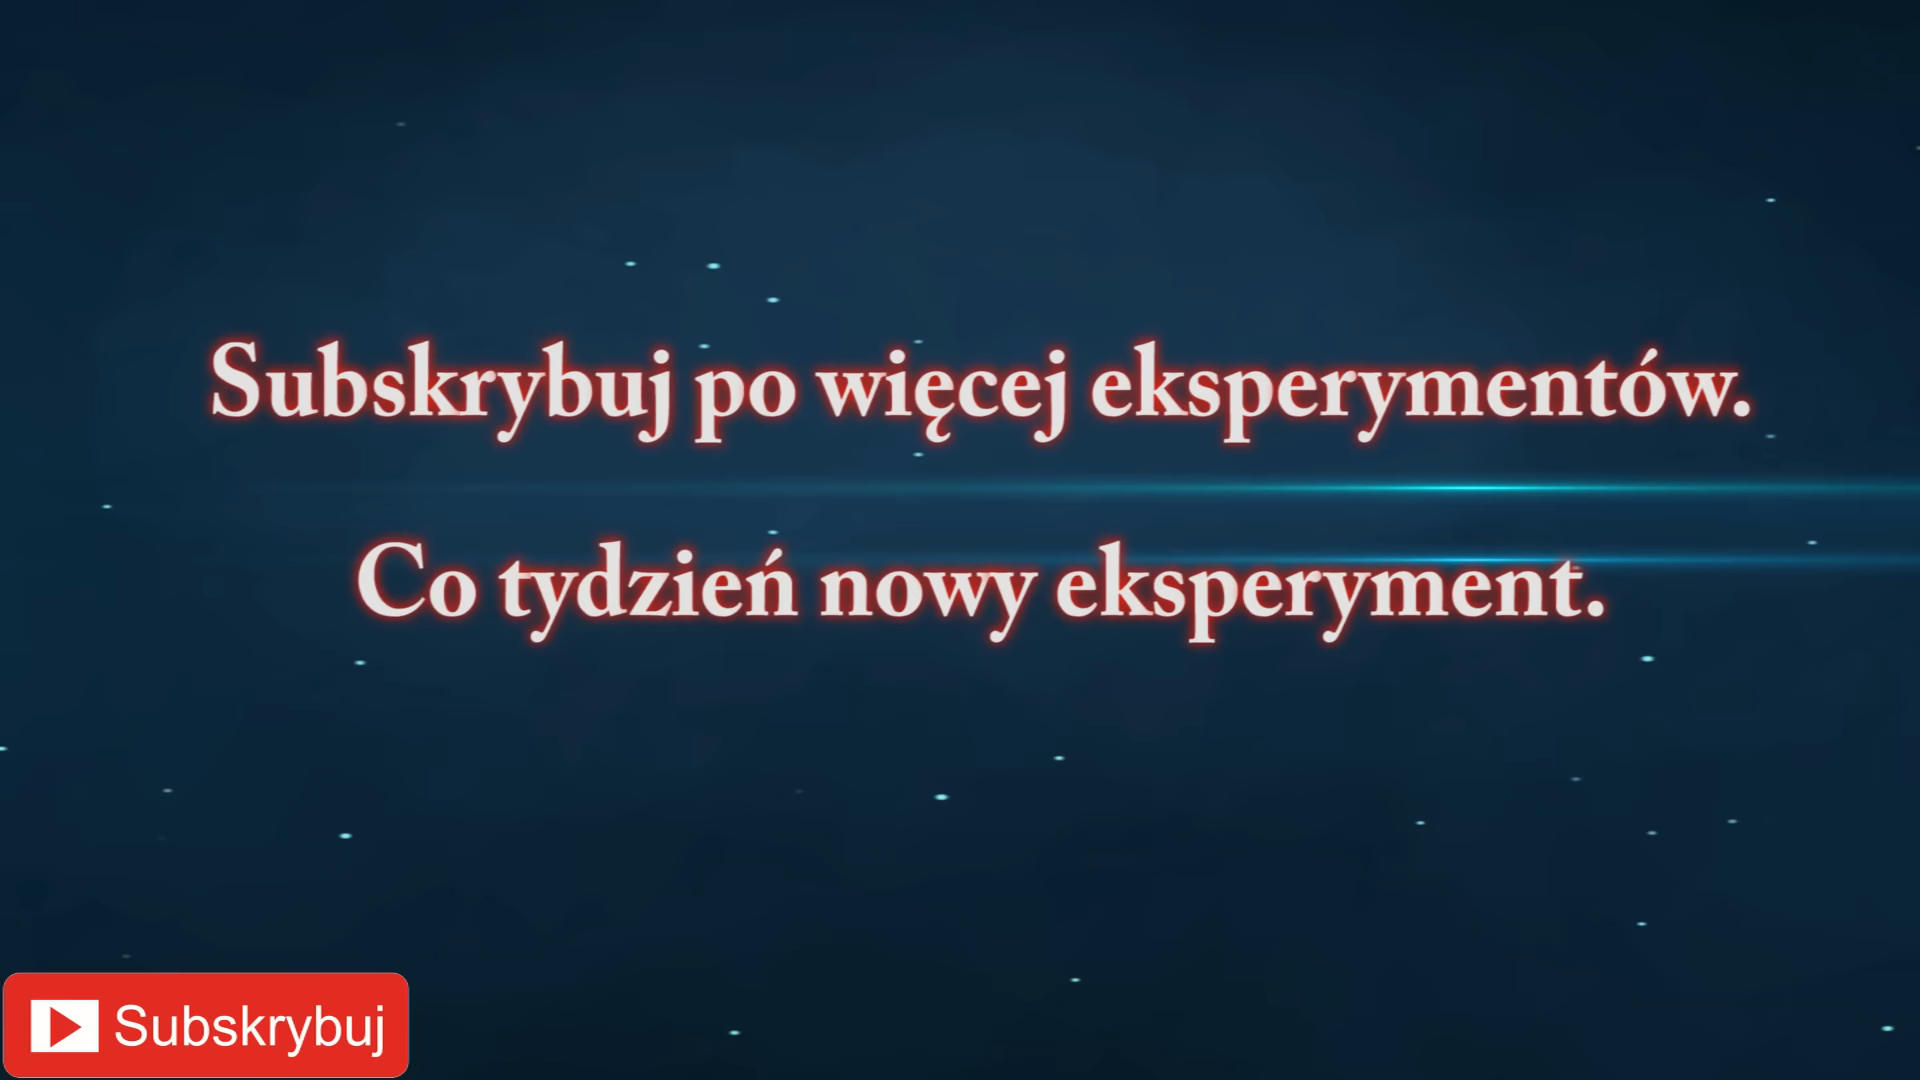 Subskrybuj po więcej eksperymentów.
Co tydzień nowy eksperyment.
Subskrybuj